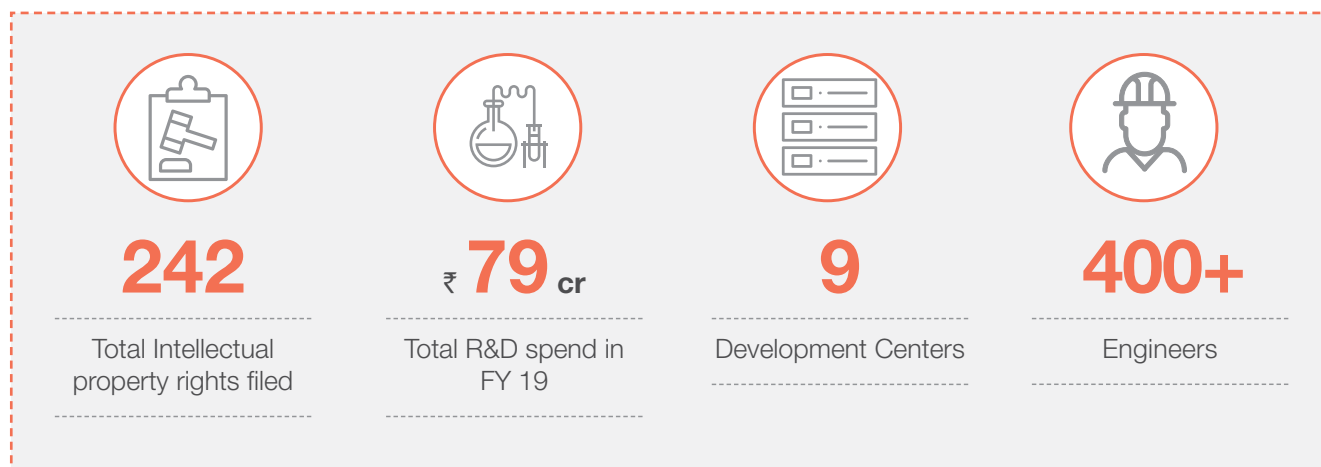 242
Total Intellectual
property rights filed
₹ 79 cr
Total R&D spend in
FY 19
9
Development Centers
400+
Engineers